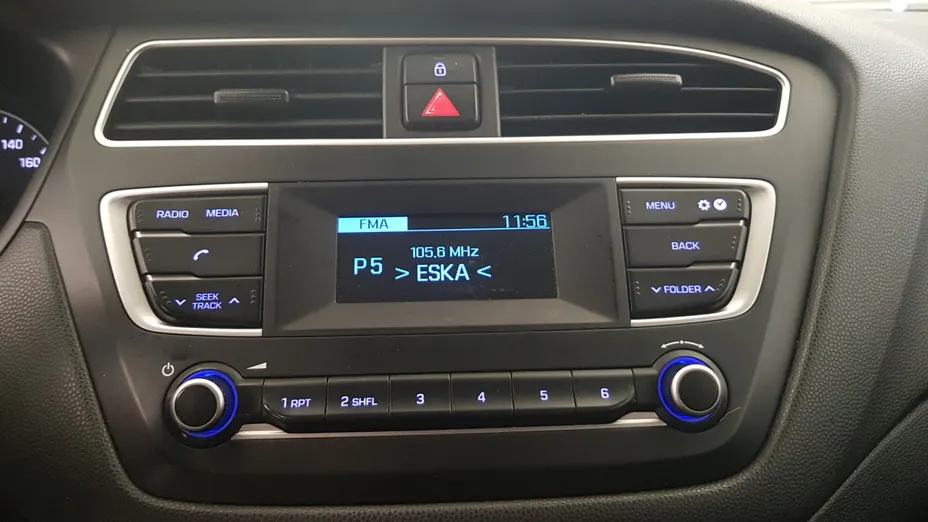 140
160
RADIO MEDIA
SEEK
TRACK
FMA 11:56
105.6 MHz
P5 > ESKA <
MENU
BACK
FOLDER
1 RPT
2 SHFL
3
4
5
6